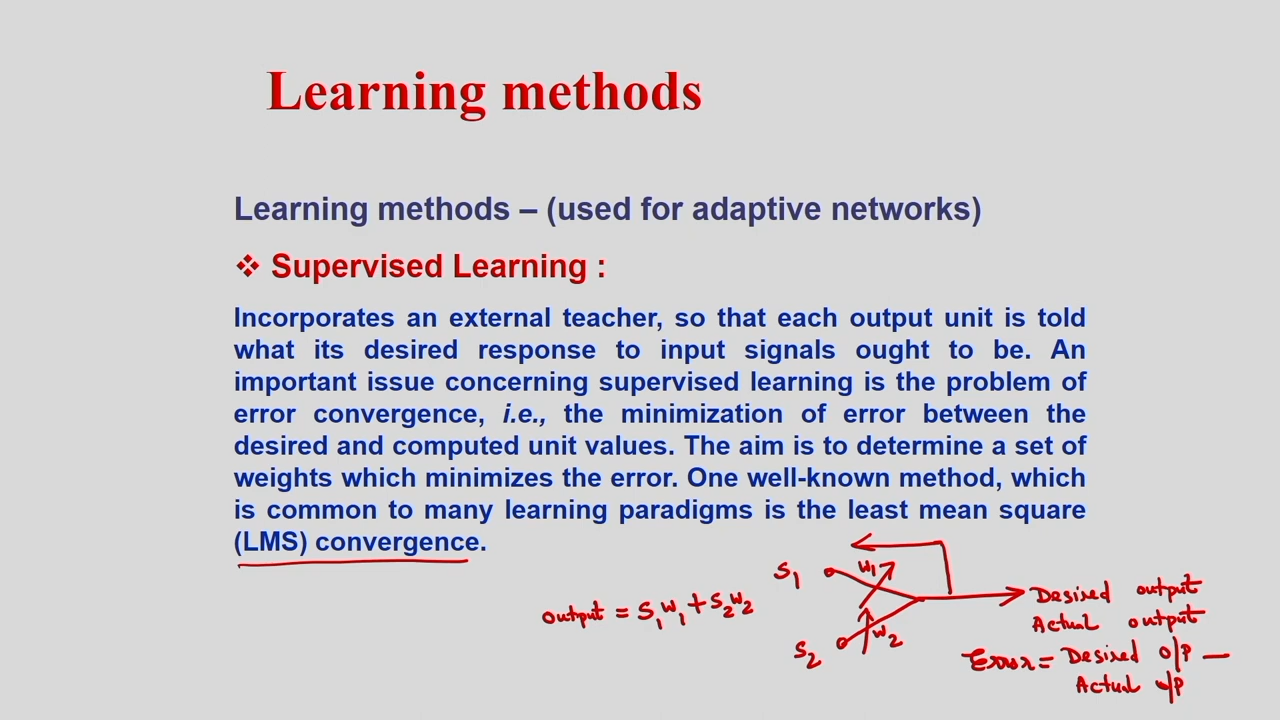 Learning methods
Learning methods – (used for adaptive networks)
❖ Supervised Learning :
Incorporates an external teacher, so that each output unit is told
what its desired response to input signals ought to be. An
important issue concerning supervised learning is the problem of
error convergence, i.e., the minimization of error between the
desired and computed unit values. The aim is to determine a set of
weights which minimizes the error. One well-known method, which
is common to many learning paradigms is the least mean square
(LMS) convergence.
output = S₁W₁ + S₂W₂
S₁
W₁
S₂
W₂
Desired output
Actual output
Error = Desired o/p —
Actual o/p